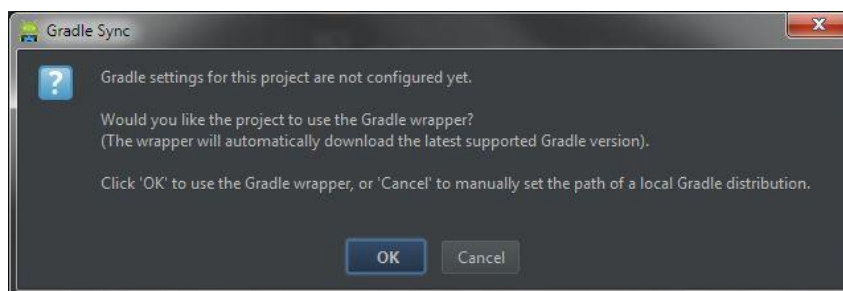 Gradle Sync
Gradle settings for this project are not configured yet.
Would you like the project to use the Gradle wrapper?
(The wrapper will automatically download the latest supported Gradle version).
Click 'OK' to use the Gradle wrapper, or 'Cancel' to manually set the path of a local Gradle distribution.
OK
Cancel